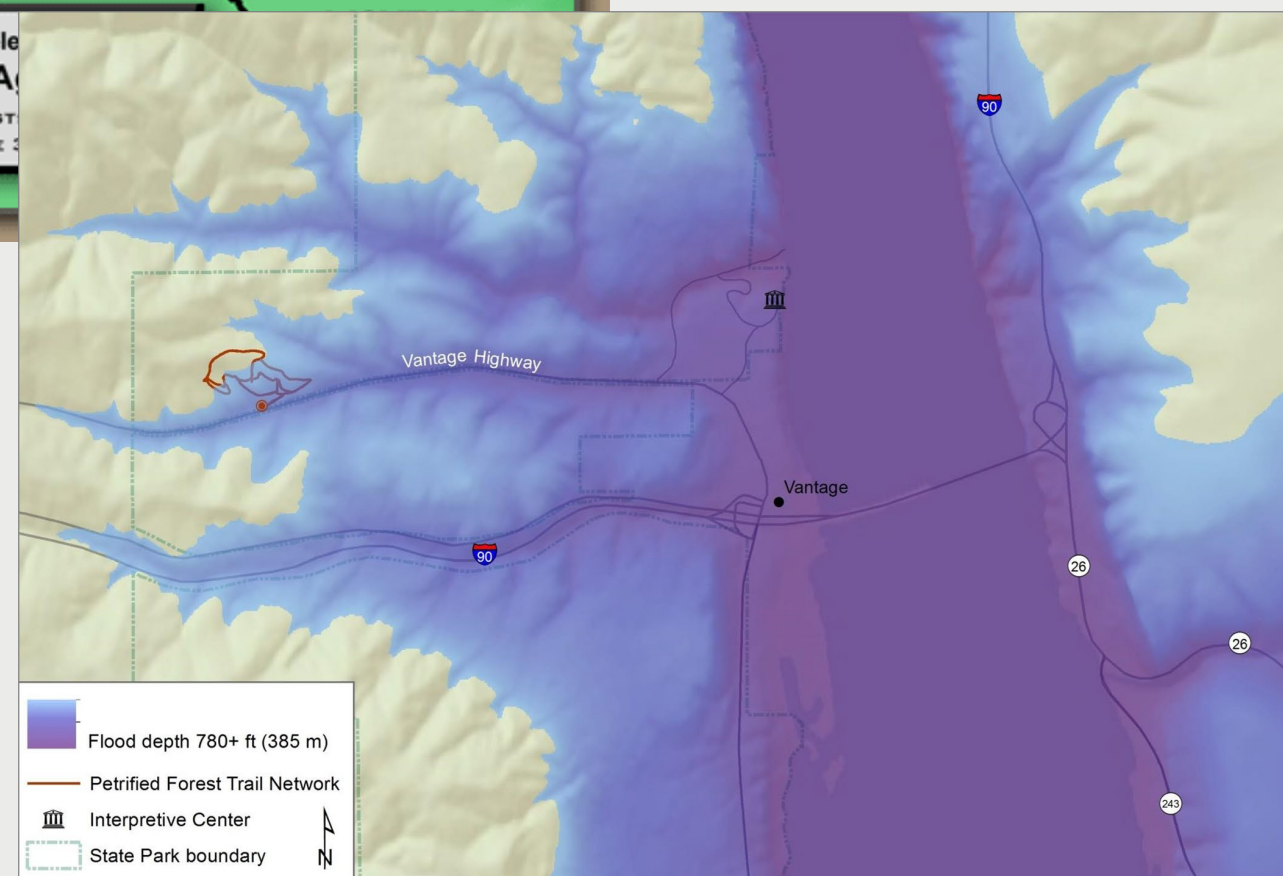 90
Vantage Highway
Vantage
90
26
26
243
Flood depth 780+ ft (385 m)
Petrified Forest Trail Network
Interpretive Center
State Park boundary
N